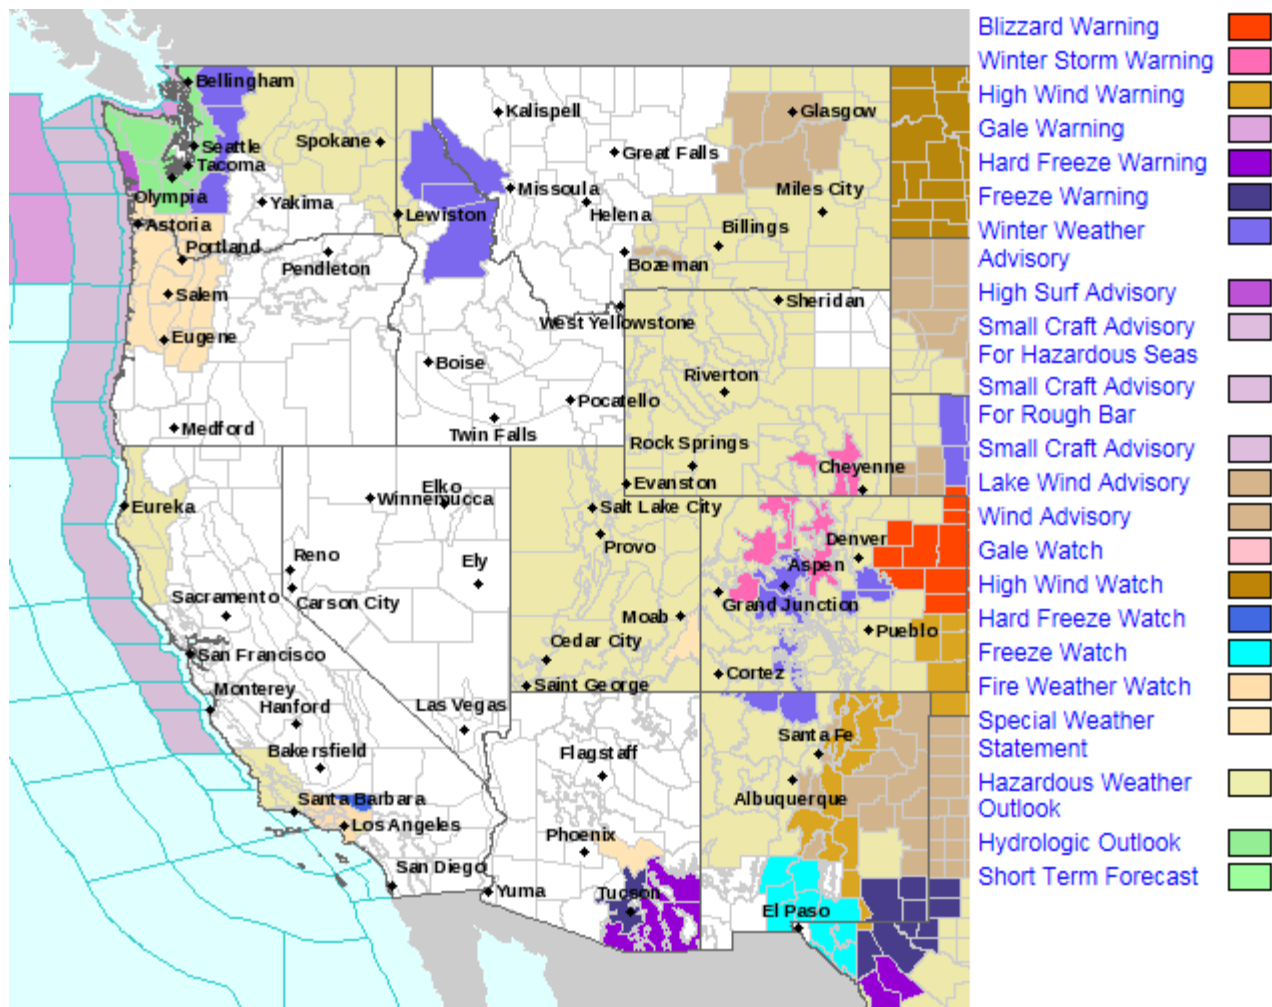 Bellingham
Seattle
Tacoma
Olympia
Spokane
Yakima
Lewiston
Astoria
Portland
Pendleton
Salem
Eugene
Medford
Kalispell
Great Falls
Glasgow
Missoula
Helena
Miles City
Billings
Bozeman
West Yellowstone
Sheridan
Boise
Pocatello
Twin Falls
Riverton
Rock Springs
Cheyenne
Evanston
Eureka
Elko
Winnemucca
Reno
Ely
Sacramento
Carson City
Salt Lake City
Provo
Denver
Aspen
Grand Junction
Moab
Pueblo
Cedar City
San Francisco
Cortez
Saint George
Monterey
Hanford
Las Vegas
Bakersfield
Flagstaff
Santa Fe
Albuquerque
Santa Barbara
Los Angeles
Phoenix
San Diego
Yuma
Tucson
El Paso
Blizzard Warning
Winter Storm Warning
High Wind Warning
Gale Warning
Hard Freeze Warning
Freeze Warning
Winter Weather
Advisory
High Surf Advisory
Small Craft Advisory
For Hazardous Seas
Small Craft Advisory
For Rough Bar
Small Craft Advisory
Lake Wind Advisory
Wind Advisory
Gale Watch
High Wind Watch
Hard Freeze Watch
Freeze Watch
Fire Weather Watch
Special Weather
Statement
Hazardous Weather
Outlook
Hydrologic Outlook
Short Term Forecast